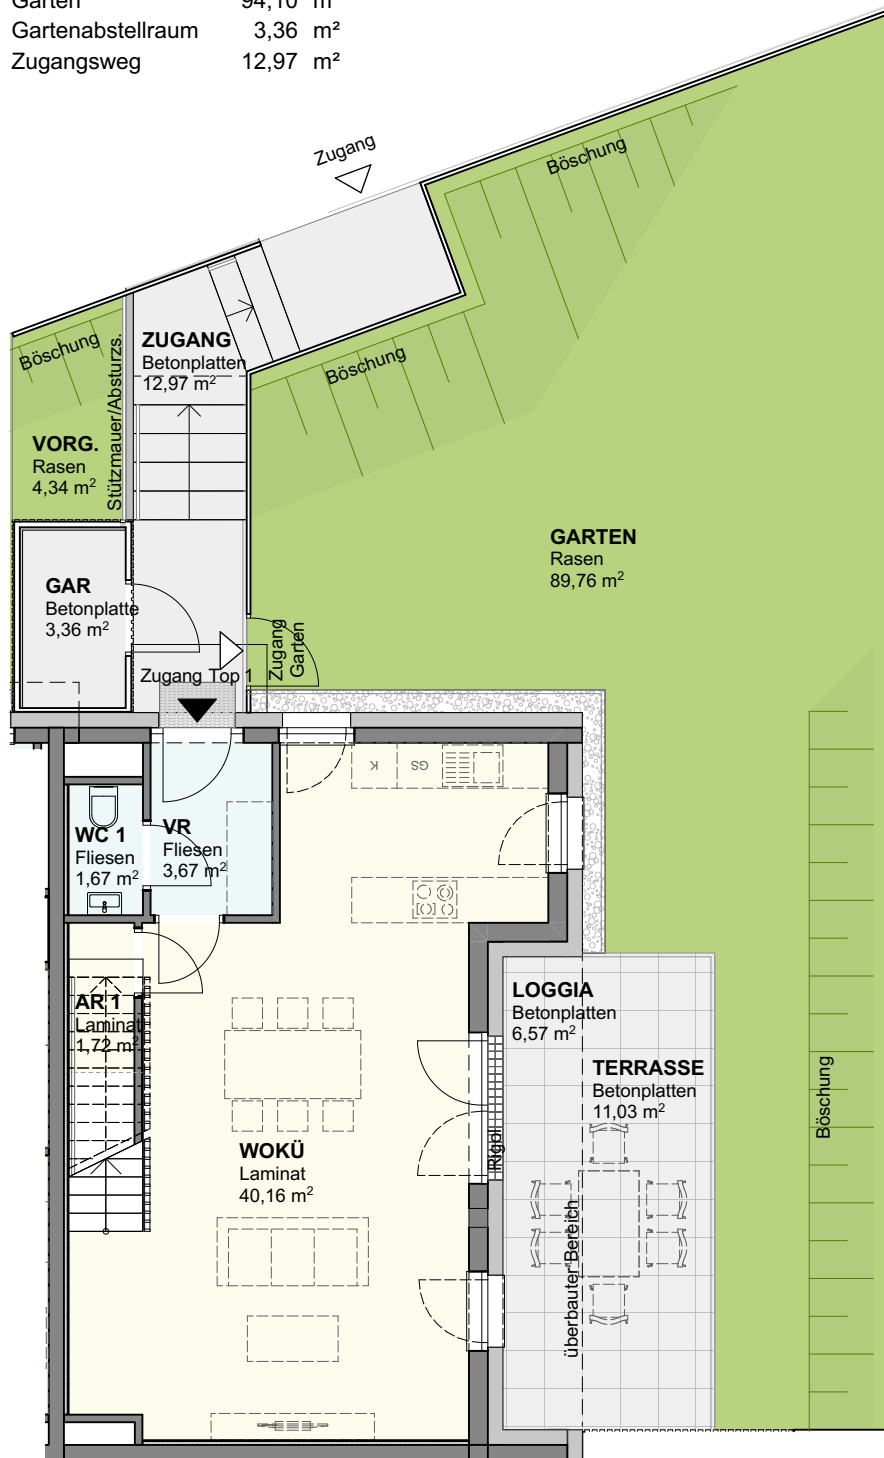 Garten 94,10 m²
Gartenabstellraum 3,36 m²
Zugangsweg 12,97 m²
Zugang
Böschung
Böschung
Böschung
Stützmauer/Absturzs.
ZUGANG
Betonplatten
12,97 m²
VORG.
Rasen
4,34 m²
GARTEN
Rasen
89,76 m²
GAR
Betonplatte
3,36 m²
Zugang
Garten
Zugang Top 1
K
GS
WC 1
Fliesen
1,67 m²
VR
Fliesen
3,67 m²
AR 1
Laminat
1,72 m²
LOGGIA
Betonplatten
6,57 m²
TERRASSE
Betonplatten
11,03 m²
Böschung
Rigol
WOKÜ
Laminat
40,16 m²
überbauter Bereich